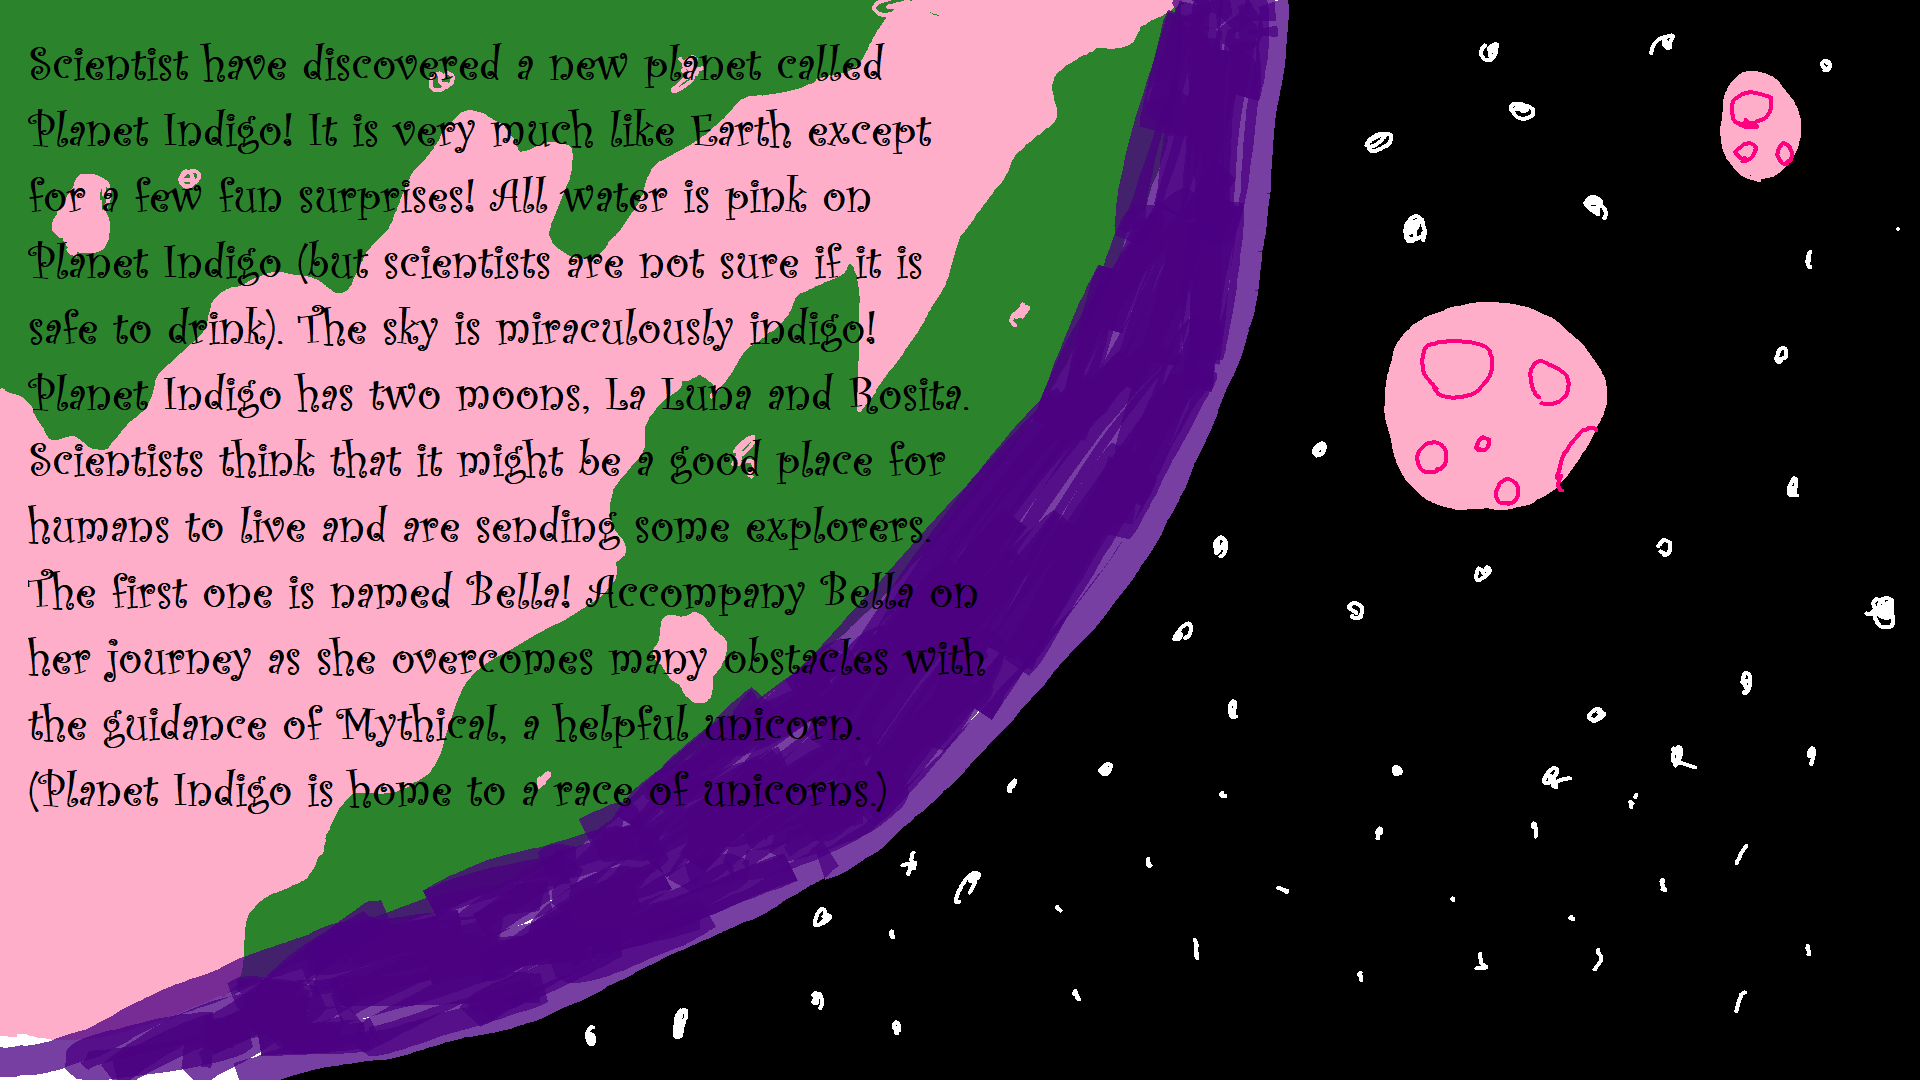 Scientist have discovered a new planet called
Planet Indigo! It is very much like Earth except
for a few fun surprises! All water is pink on
Planet Indigo (but scientists are not sure if it is
safe to drink). The sky is miraculously indigo!
Planet Indigo has two moons, La Luna and Rosita.
Scientists think that it might be a good place for
humans to live and are sending some explorers.
The first one is named Bella! Accompany Bella on
her journey as she overcomes many obstacles with
the guidance of Mythical, a helpful unicorn.
(Planet Indigo is home to a race of unicorns.)